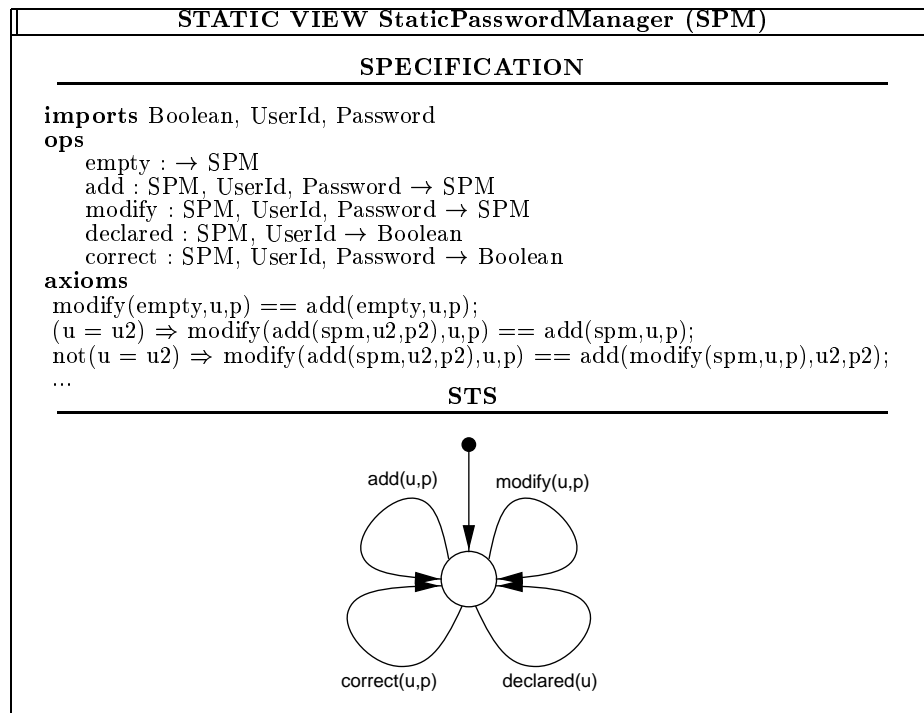 STATIC VIEW StaticPasswordManager (SPM)
SPECIFICATION
imports Boolean, UserId, Password
ops
empty : → SPM
add : SPM, UserId, Password → SPM
modify : SPM, UserId, Password → SPM
declared : SPM, UserId → Boolean
correct : SPM, UserId, Password → Boolean
axioms
modify(empty,u,p) == add(empty,u,p);
(u = u2) ⇒ modify(add(spm,u2,p2),u,p) == add(spm,u,p);
not(u = u2) ⇒ modify(add(spm,u2,p2),u,p) == add(modify(spm,u,p),u2,p2);
...
STS
add(u,p) modify(u,p)
correct(u,p) declared(u)